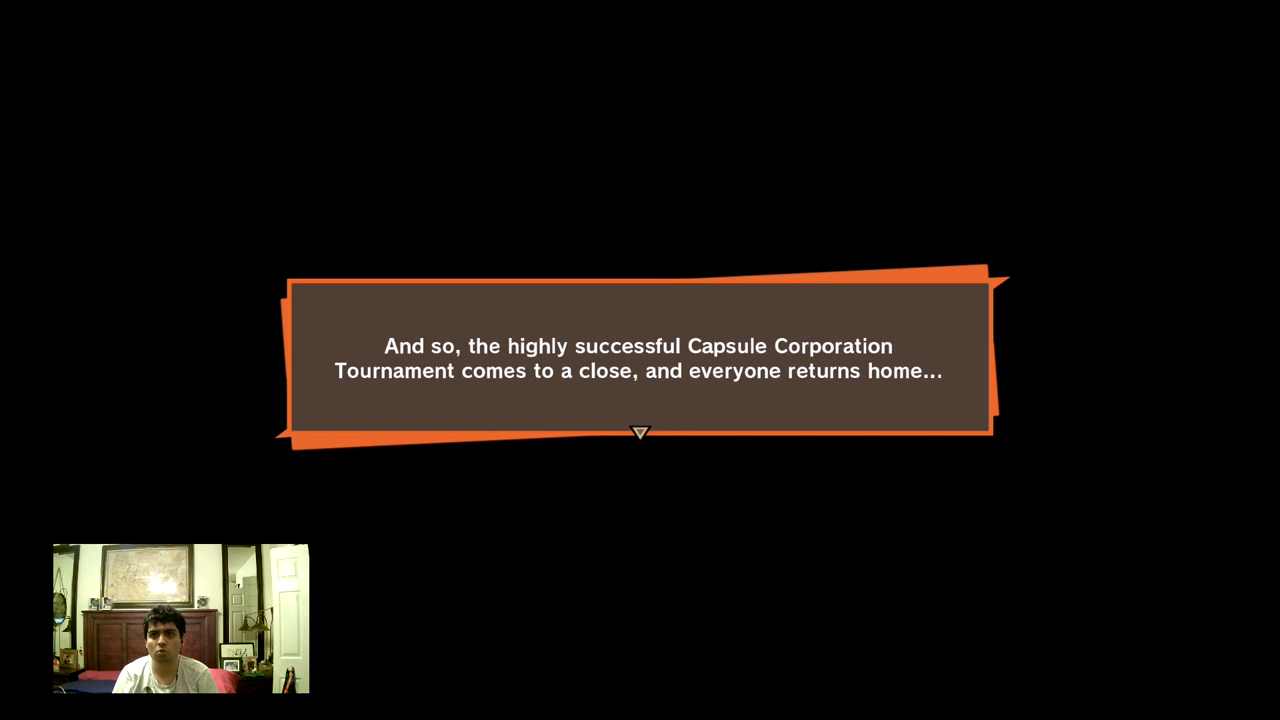 And so, the highly successful Capsule Corporation
Tournament comes to a close, and everyone returns home...